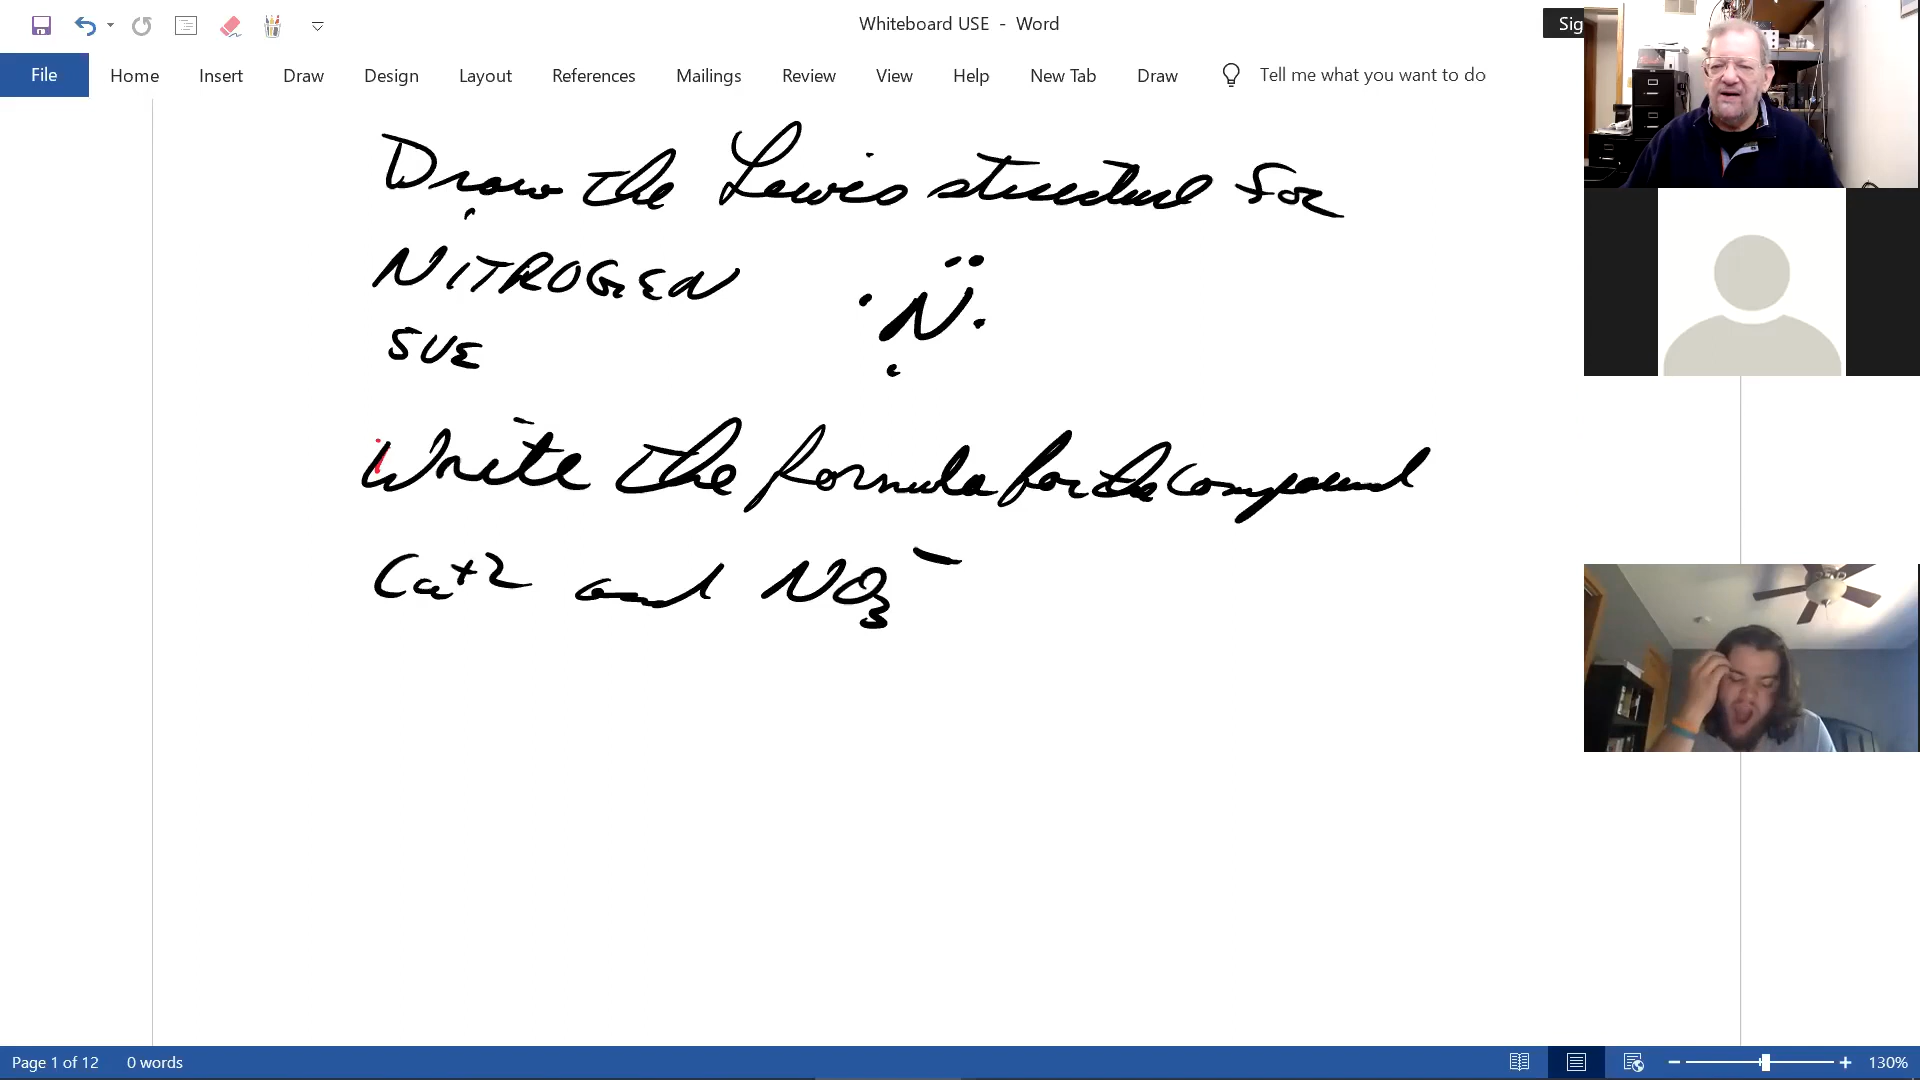 Whiteboard USE - Word
Sig
File Home Insert Draw Design Layout References Mailings Review View Help New Tab Draw Tell me what you want to do
Draw the Lewis structure for
NITROGEN
N
SUE
Write the formula for the compound
Ca+2 and NO3-
Page 1 of 12 0 words 130%